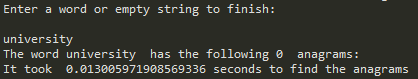 Enter a word or empty string to finish:
university
The word university  has the following 0  anagrams:
It took  0.013005971908569336 seconds to find the anagrams